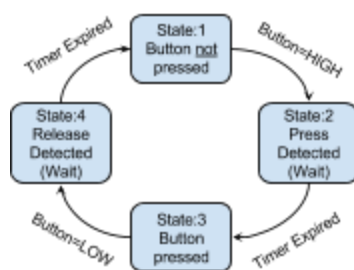 State:1
Button not
pressed
Timer Expired
Button=HIGH
State:4
Release
Detected
(Wait)
State:2
Press
Detected
(Wait)
State:3
Button
pressed
Button=LOW
Timer Expired